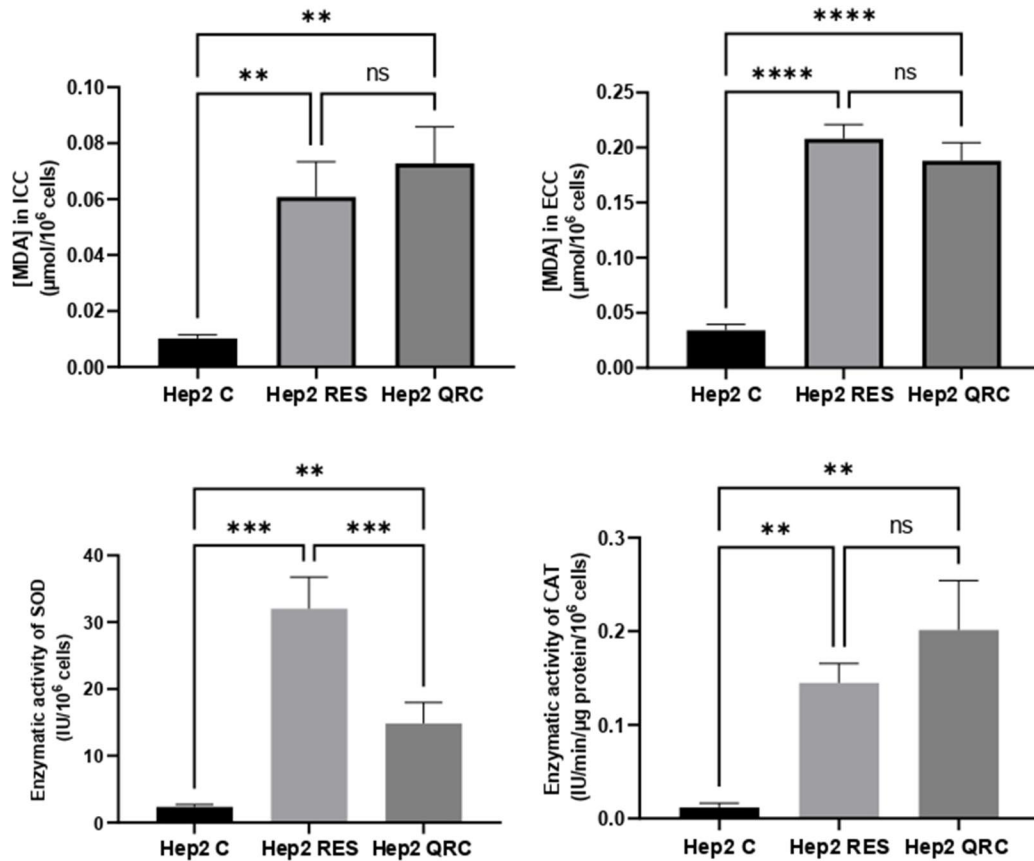 **
** ns
0.10
0.08
0.06
0.04
0.02
0.00
[MDA] in ICC
(µmol/10⁶ cells)
Hep2 C Hep2 RES Hep2 QRC
****
**** ns
0.25
0.20
0.15
0.10
0.05
0.00
[MDA] in ECC
(µmol/10⁶ cells)
Hep2 C Hep2 RES Hep2 QRC
**
*** ***
40
30
20
10
0
Enzymatic activity of SOD
(IU/10⁶ cells)
Hep2 C Hep2 RES Hep2 QRC
**
** ns
0.3
0.2
0.1
0.0
Enzymatic activity of CAT
(IU/min/µg protein/10⁶ cells)
Hep2 C Hep2 RES Hep2 QRC